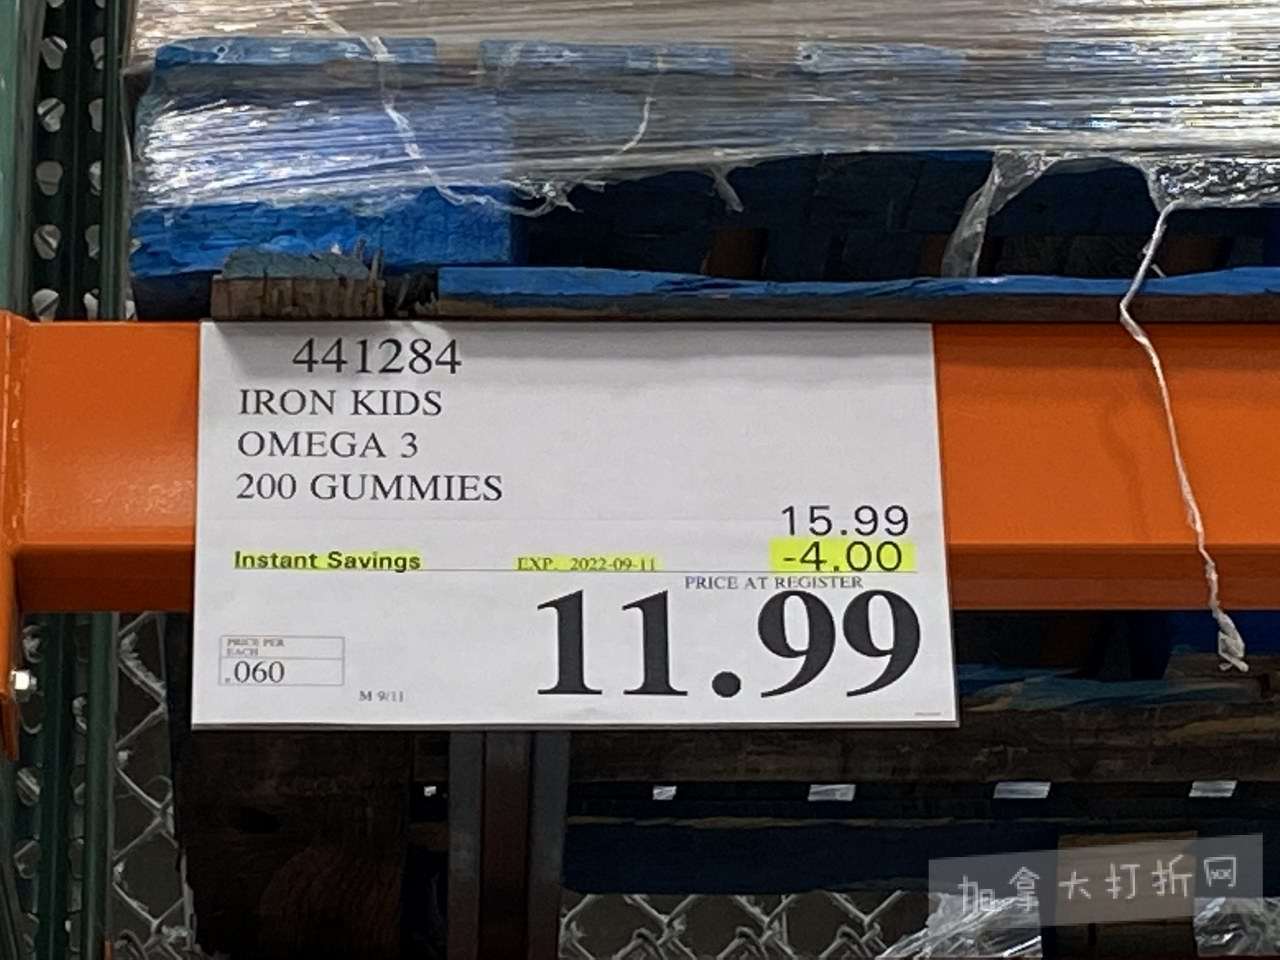 441284
IRON KIDS
OMEGA 3
200 GUMMIES
15.99
Instant Savings EXP. 2022-09-11 -4.00
PRICE AT REGISTER
11.99
PRICE PER
EACH
.060
M 9/11
加拿大打折网